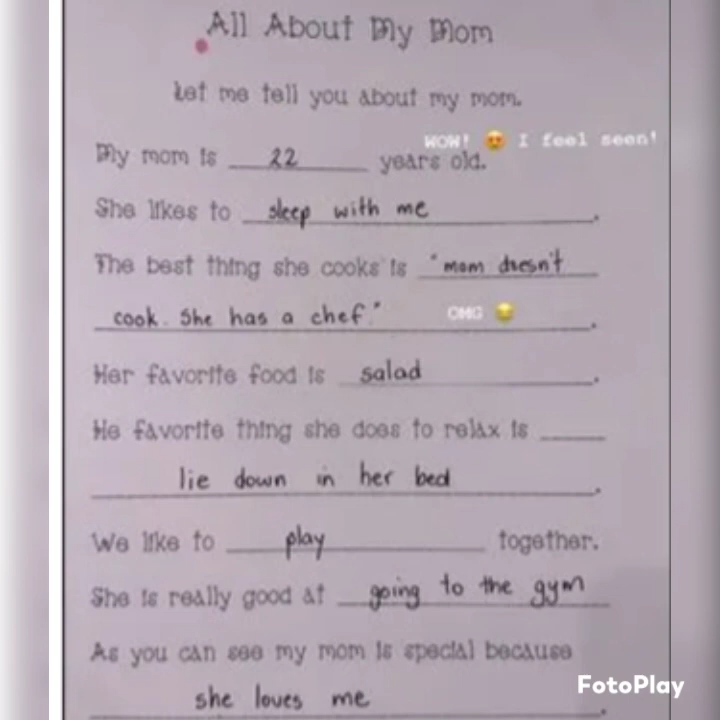 All About My Mom
Let me tell you about my mom.
WOW! 😍 I feel seen!
My mom is 22 years old.
She likes to sleep with me.
The best thing she cooks is "mom doesn't
cook. She has a chef."
OMG 😂
Her favorite food is salad.
He favorite thing she does to relax is
lie down in her bed.
We like to play together.
She is really good at going to the gym
As you can see my mom is special because
she loves me.
FotoPlay